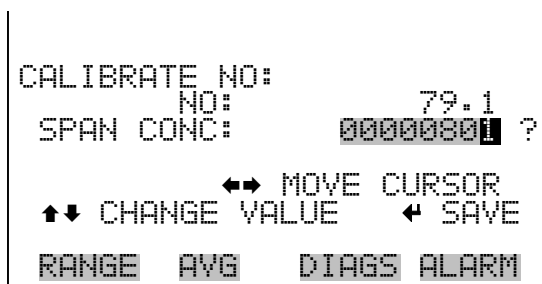 CALIBRATE NO:
NO: 79.1
SPAN CONC: 00000801 ?
←→ MOVE CURSOR
↑↓ CHANGE VALUE ↵ SAVE
RANGE AVG DIAGS ALARM